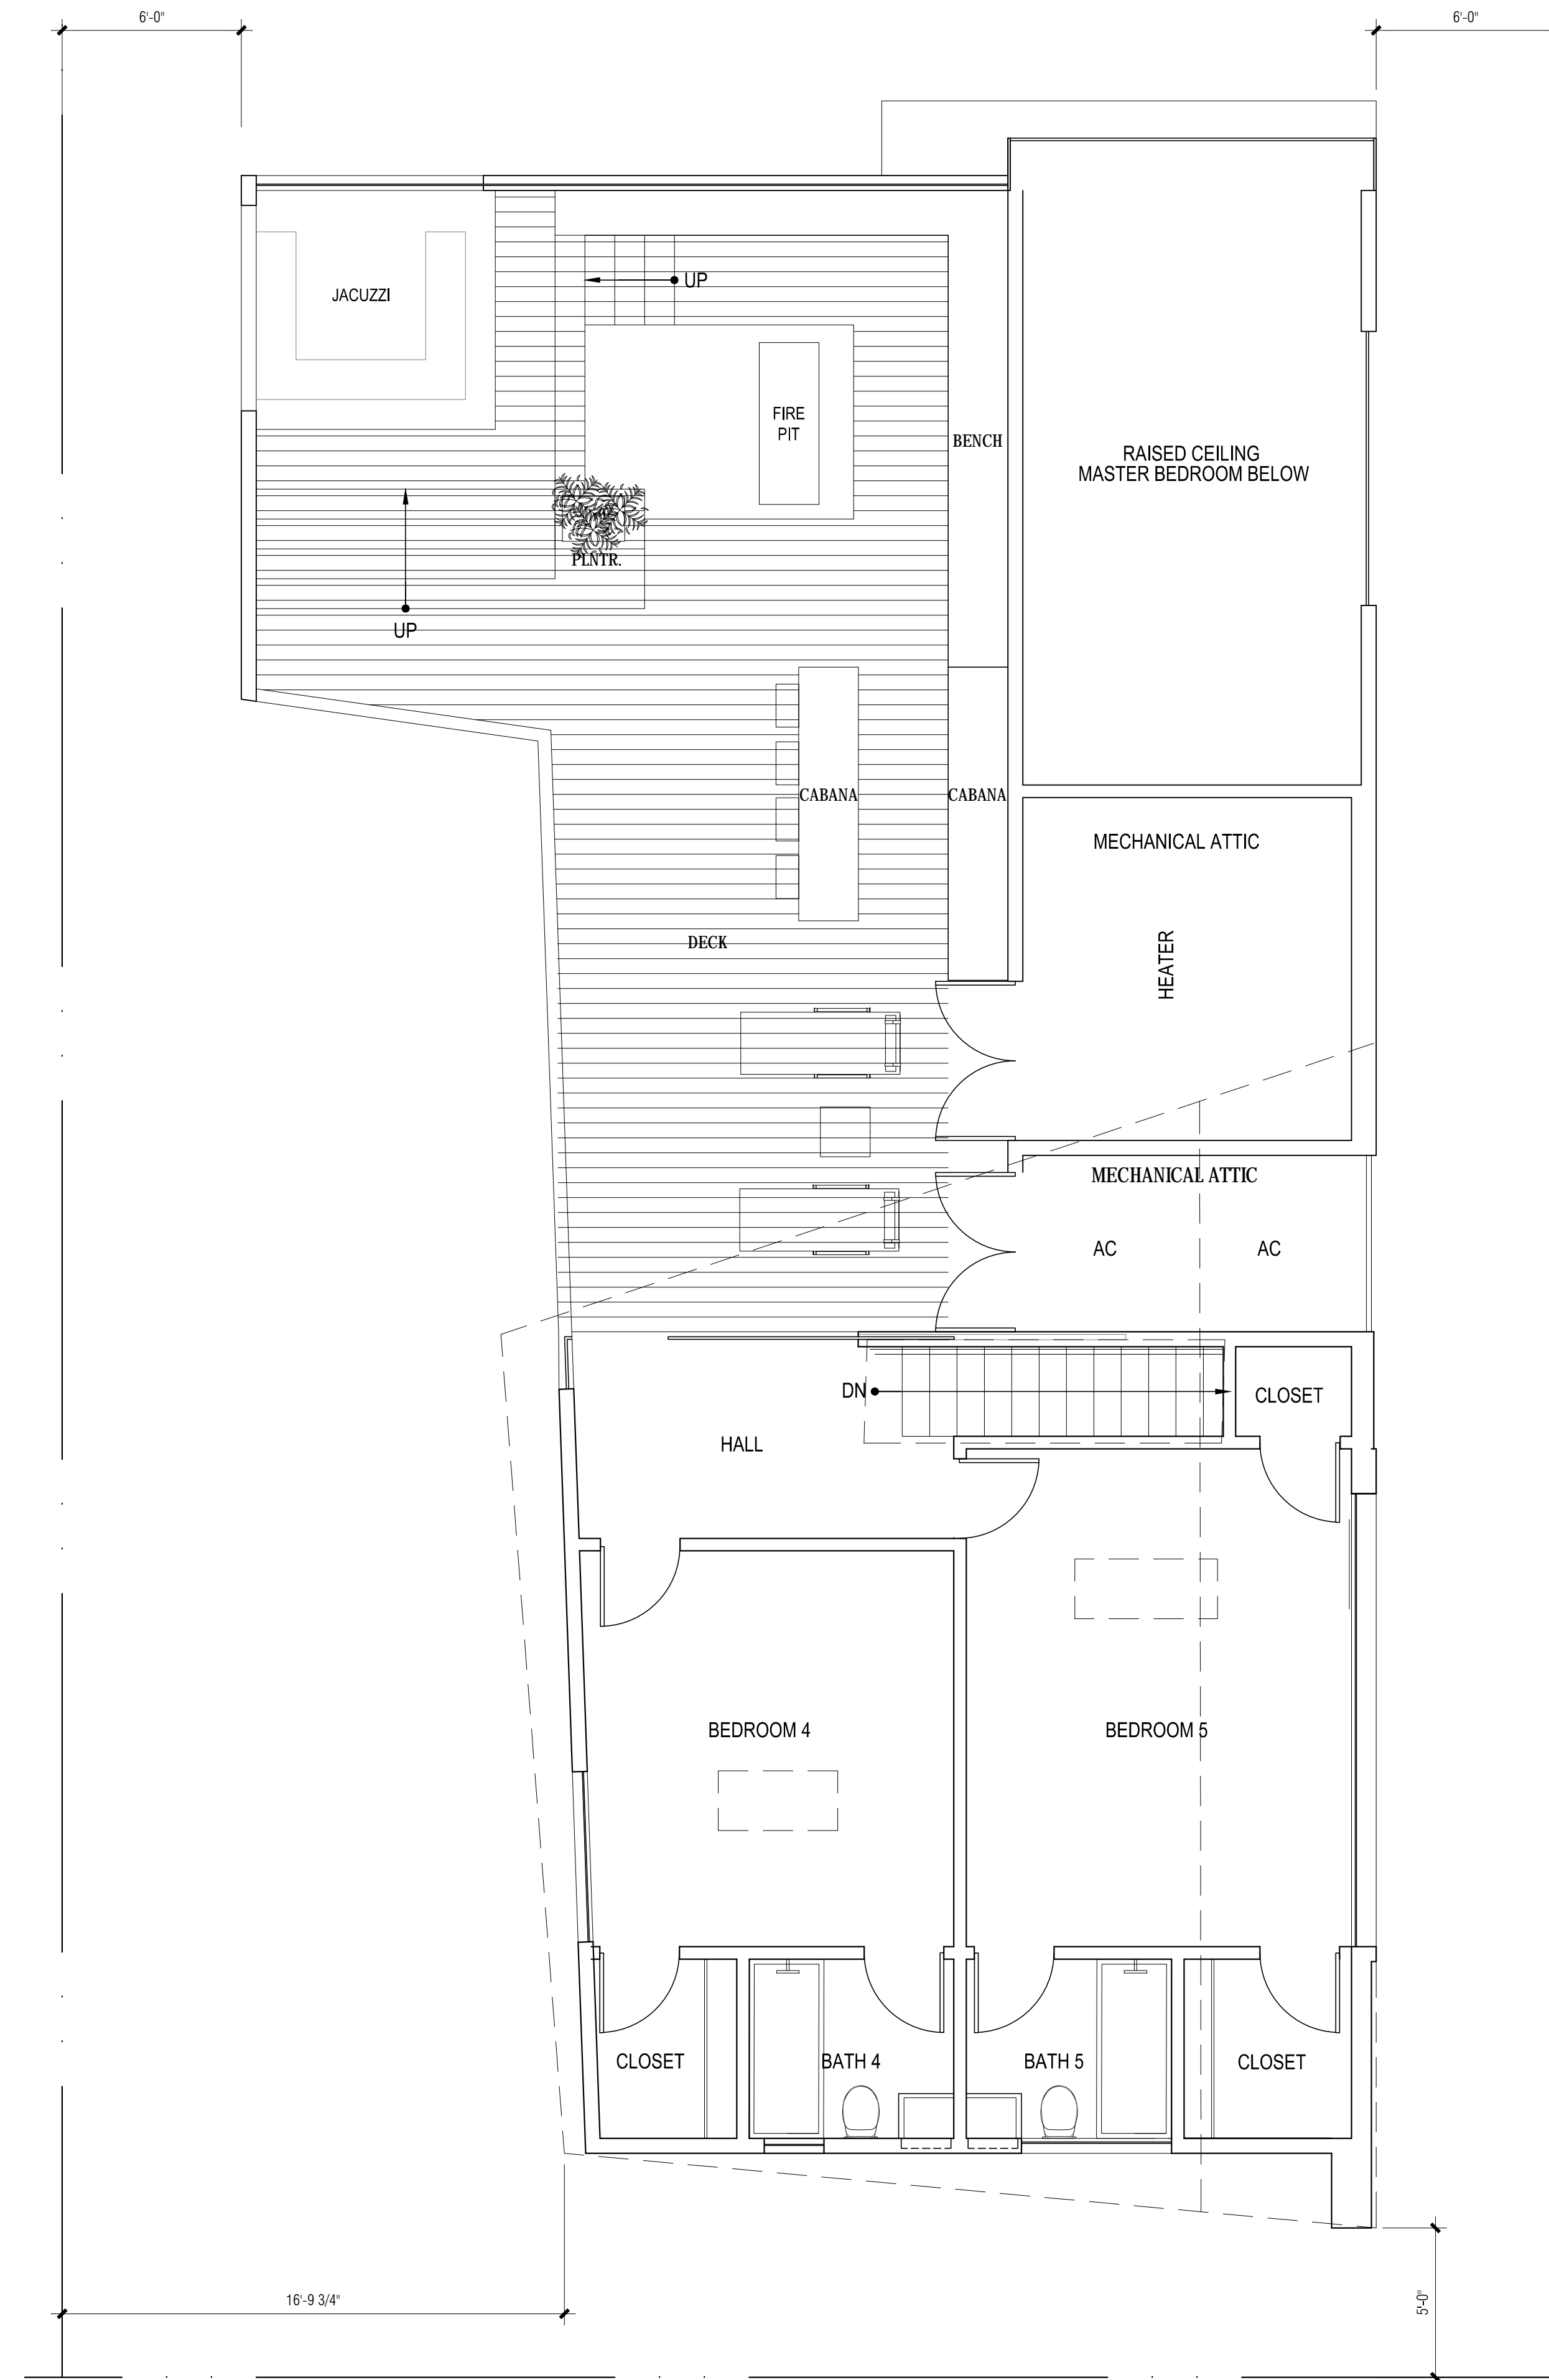 6'-0"
6'-0"
JACUZZI
UP
FIRE
PIT
BENCH
RAISED CEILING
MASTER BEDROOM BELOW
PLNTR.
UP
CABANA
CABANA
MECHANICAL ATTIC
DECK
HEATER
MECHANICAL ATTIC
AC
AC
DN
CLOSET
HALL
BEDROOM 4
BEDROOM 5
CLOSET
BATH 4
BATH 5
CLOSET
16'-9 3/4"
5'-0"